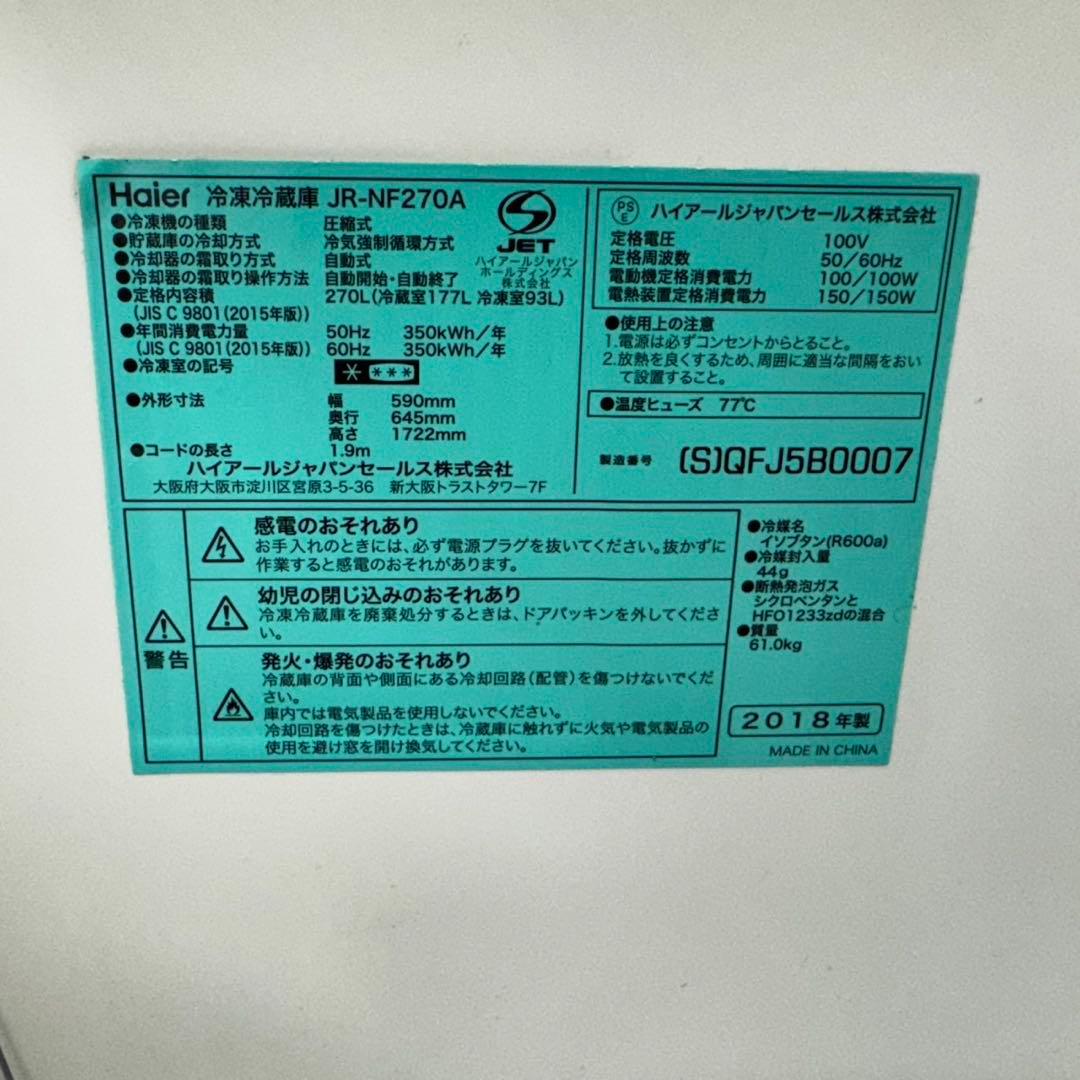 Haier 冷凍冷蔵庫 JR-NF270A
●冷凍機の種類 圧縮式
●貯蔵庫の冷却方式 冷気強制循環方式
●冷却器の霜取り方式 自動式
●冷却器の霜取り操作方法 自動開始・自動終了
●定格内容積 270L(冷蔵室177L 冷凍室93L)
(JIS C 9801(2015年版))
●年間消費電力量 50Hz 350kWh/年
(JIS C 9801(2015年版)) 60Hz 350kWh/年
●冷凍室の記号 * ***
●外形寸法 幅 590mm
奥行 645mm
高さ 1722mm
●コードの長さ 1.9m
ハイアールジャパンセールス株式会社
大阪府大阪市淀川区宮原3-5-36 新大阪トラストタワー7F
S
JET
ハイアールジャパン
ホールディングス
株式会社
PS
E
ハイアールジャパンセールス株式会社
定格電圧 100V
定格周波数 50/60Hz
電動機定格消費電力 100/100W
電熱装置定格消費電力 150/150W
●使用上の注意
1.電源は必ずコンセントからとること。
2.放熱を良くするため、周囲に適当な間隔をおい
て設置すること。
●温度ヒューズ 77℃
製造番号 (S)QFJ5B0007
警告
感電のおそれあり
お手入れのときには、必ず電源プラグを抜いてください。抜かずに
作業すると感電のおそれがあります。
幼児の閉じ込みのおそれあり
冷凍冷蔵庫を廃棄処分するときは、ドアパッキンを外してくださ
い。
発火・爆発のおそれあり
冷蔵庫の背面や側面にある冷却回路(配管)を傷つけないでくだ
さい。
庫内では電気製品を使用しないでください。
冷却回路を傷つけたときは、冷蔵庫に触れずに火気や電気製品の
使用を避け窓を開け換気してください。
●冷媒名
イソブタン(R600a)
●冷媒封入量
44g
●断熱発泡ガス
シクロペンタンと
HFO1233zdの混合
●質量
61.0kg
2018年製
MADE IN CHINA